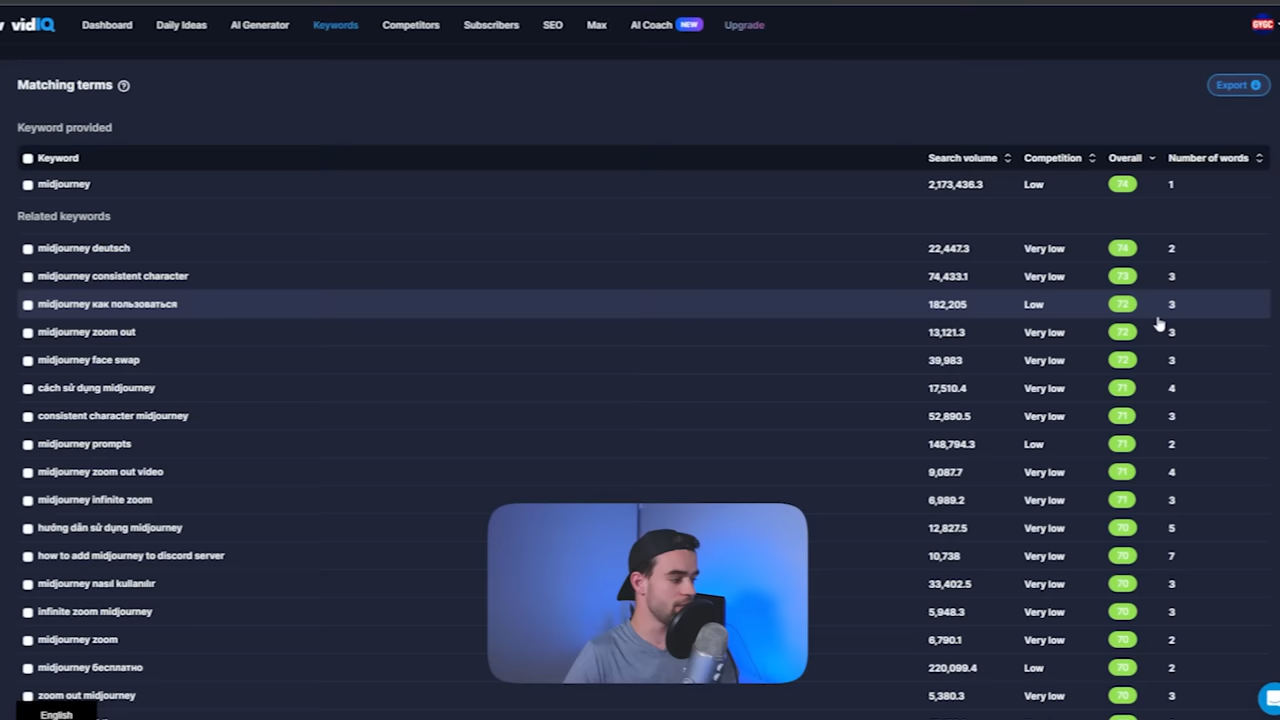 vidIQ Dashboard Daily Ideas AI Generator Keywords Competitors Subscribers SEO Max AI Coach NEW Upgrade GYGC
Matching terms ? Export
Keyword provided
Keyword Search volume Competition Overall Number of words
midjourney 2,173,436.3 Low 74 1
Related keywords
midjourney deutsch 22,447.3 Very low 74 2
midjourney consistent character 74,433.1 Very low 73 3
midjourney как пользоваться 182,205 Low 72 3
midjourney zoom out 13,121.3 Very low 72 3
midjourney face swap 39,983 Very low 72 3
cách sử dụng midjourney 17,510.4 Very low 71 4
consistent character midjourney 52,890.5 Very low 71 3
midjourney prompts 148,794.3 Low 71 2
midjourney zoom out video 9,087.7 Very low 71 4
midjourney infinite zoom 6,989.2 Very low 71 3
hướng dẫn sử dụng midjourney 12,827.5 Very low 70 5
how to add midjourney to discord server 10,738 Very low 70 7
midjourney nasıl kullanılır 33,402.5 Very low 70 3
infinite zoom midjourney 5,948.3 Very low 70 3
midjourney zoom 6,790.1 Very low 70 2
midjourney бесплатно 220,099.4 Low 70 2
zoom out midjourney 5,380.3 Very low 70 3
English